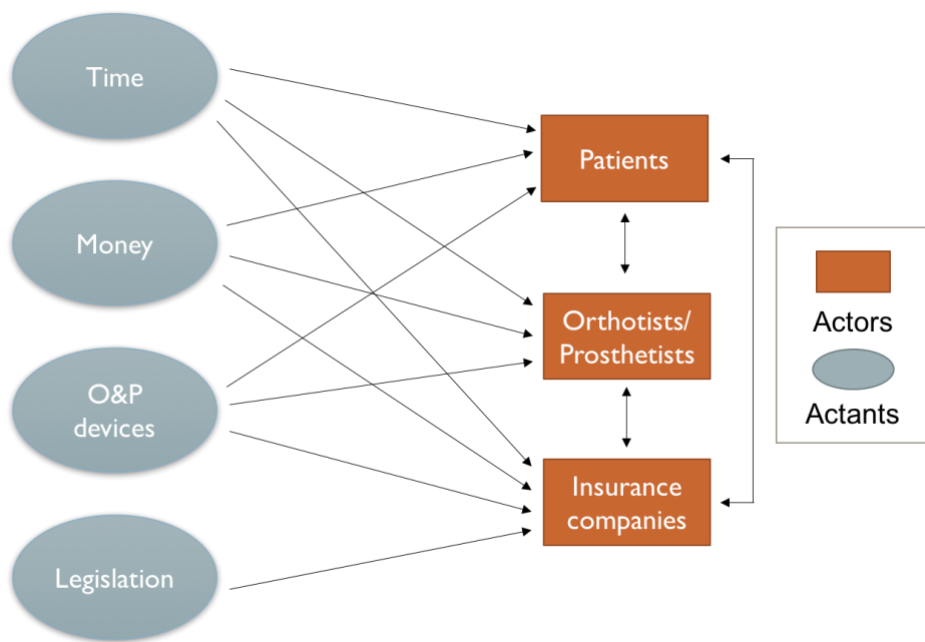 Time
Money
O&P
devices
Legislation
Patients
Orthotists/
Prosthetists
Insurance
companies
Actors
Actants